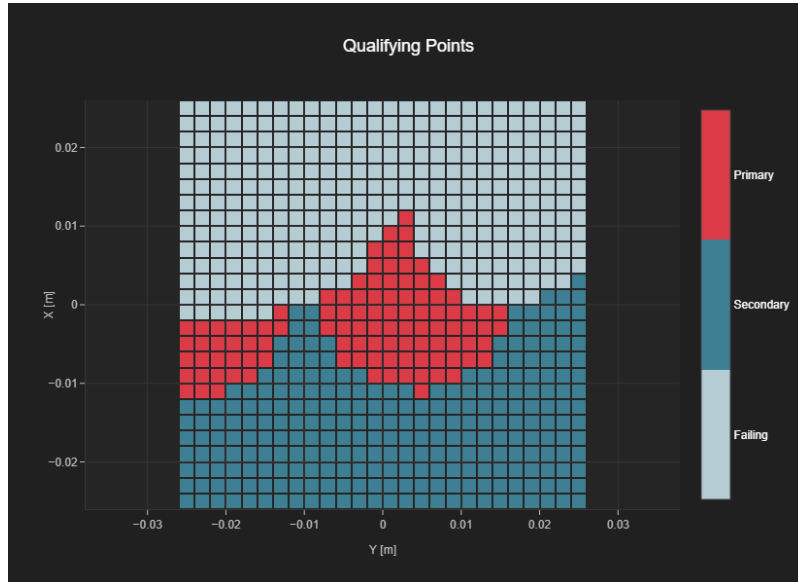 Qualifying Points
X [m]
0.02
0.01
0
−0.01
−0.02
−0.03
−0.02
−0.01
0
0.01
0.02
0.03
Y [m]
Primary
Secondary
Failing